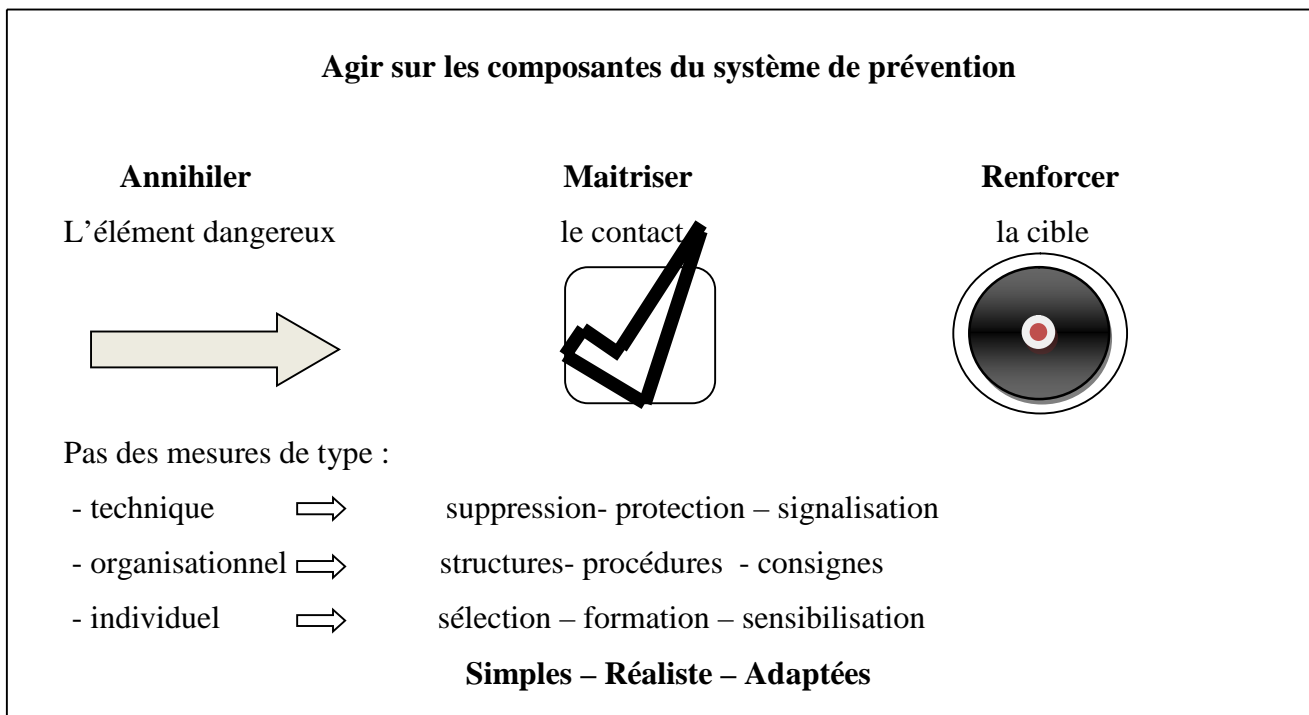 Agir sur les composantes du système de prévention
Annihiler Maitriser Renforcer
L’élément dangereux le contact la cible
Pas des mesures de type :
- technique suppression- protection – signalisation
- organisationnel structures- procédures - consignes
- individuel sélection – formation – sensibilisation
Simples – Réaliste – Adaptées